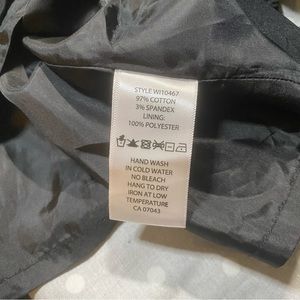 STYLE WI10467
97% COTTON
3% SPANDEX
LINING:
100% POLYESTER
HAND WASH
IN COLD WATER
NO BLEACH
HANG TO DRY
IRON AT LOW
TEMPERATURE
CA 07043